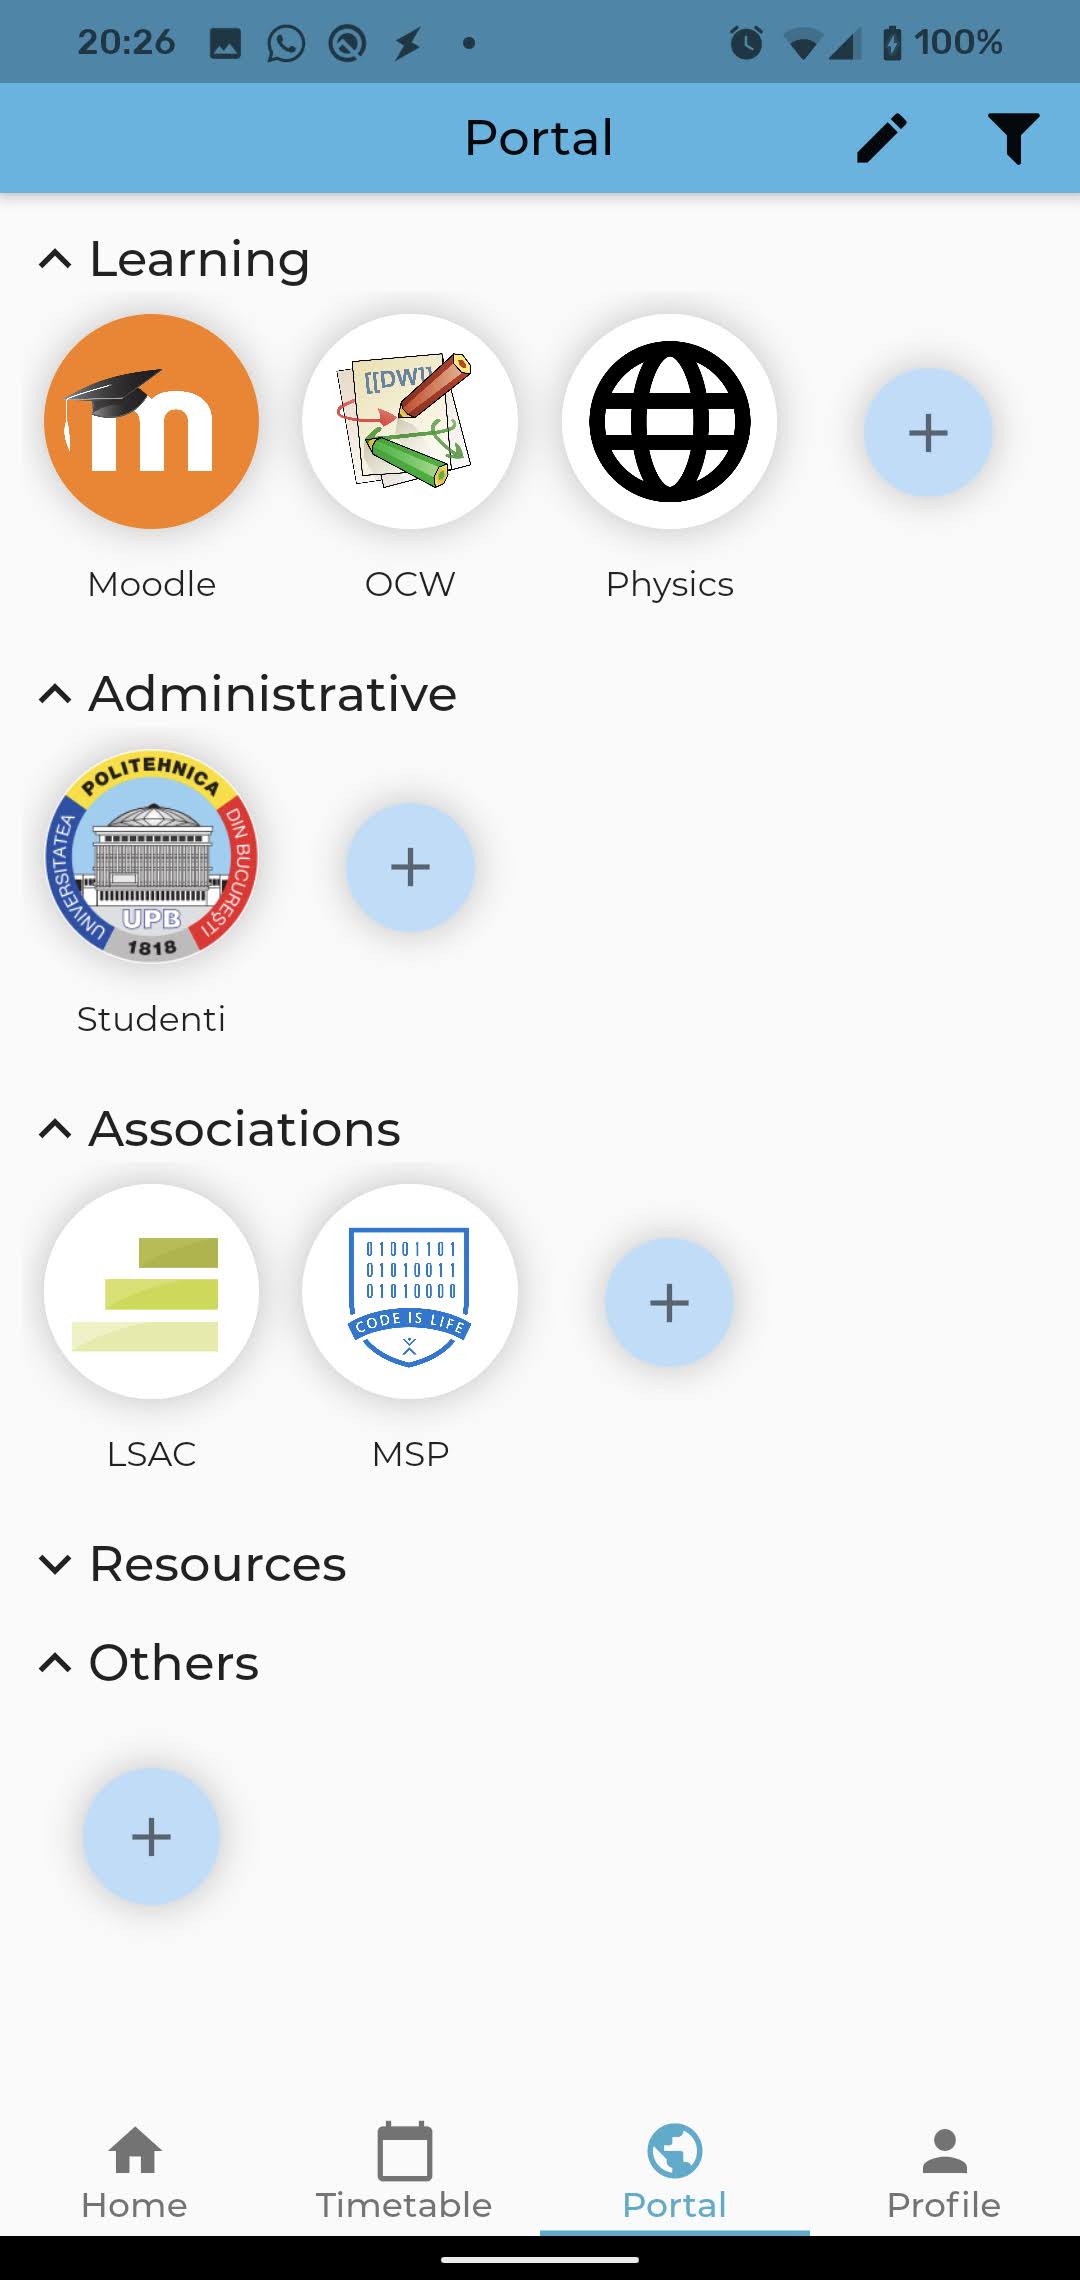 20:26
100%
Portal
Learning
[[DW]]
m
Moodle
OCW
Physics
Administrative
POLITEHNICA
UNIVERSITATEA
DIN BUCUREȘTI
UPB
1818
Studenti
Associations
01001101
01010011
01010000
CODE IS LIFE
LSAC
MSP
Resources
Others
Home
Timetable
Portal
Profile